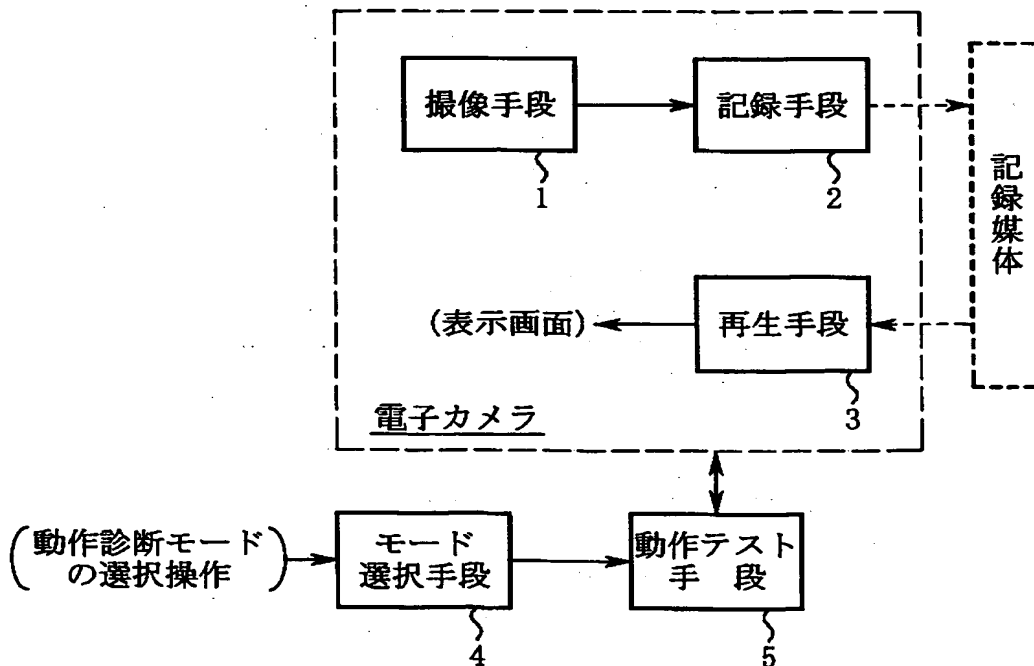 撮像手段
記録手段
1
2
記録媒体
(表示画面)
再生手段
3
電子カメラ
(動作診断モード
の選択操作)
モード
選択手段
動作テスト
手 段
4
5